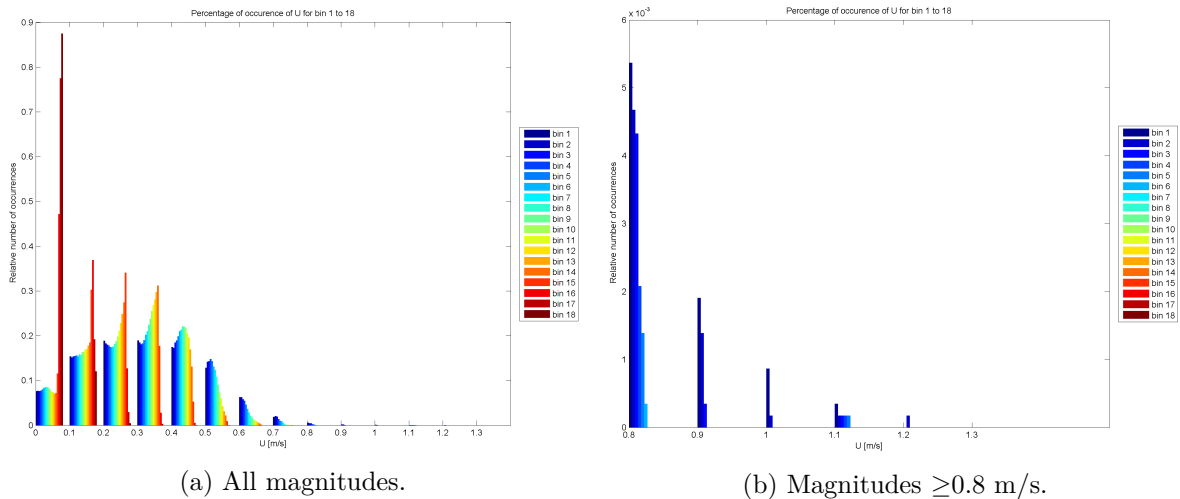 Percentage of occurence of U for bin 1 to 18
Relative number of occurrences
0.9
0.8
0.7
0.6
0.5
0.4
0.3
0.2
0.1
0
0 0.1 0.2 0.3 0.4 0.5 0.6 0.7 0.8 0.9 1 1.1 1.2 1.3
U [m/s]
bin 1
bin 2
bin 3
bin 4
bin 5
bin 6
bin 7
bin 8
bin 9
bin 10
bin 11
bin 12
bin 13
bin 14
bin 15
bin 16
bin 17
bin 18
(a) All magnitudes.
Percentage of occurence of U for bin 1 to 18
x 10⁻³
Relative number of occurrences
6
5
4
3
2
1
0
0.8 0.9 1 1.1 1.2 1.3
U [m/s]
bin 1
bin 2
bin 3
bin 4
bin 5
bin 6
bin 7
bin 8
bin 9
bin 10
bin 11
bin 12
bin 13
bin 14
bin 15
bin 16
bin 17
bin 18
(b) Magnitudes ≥0.8 m/s.